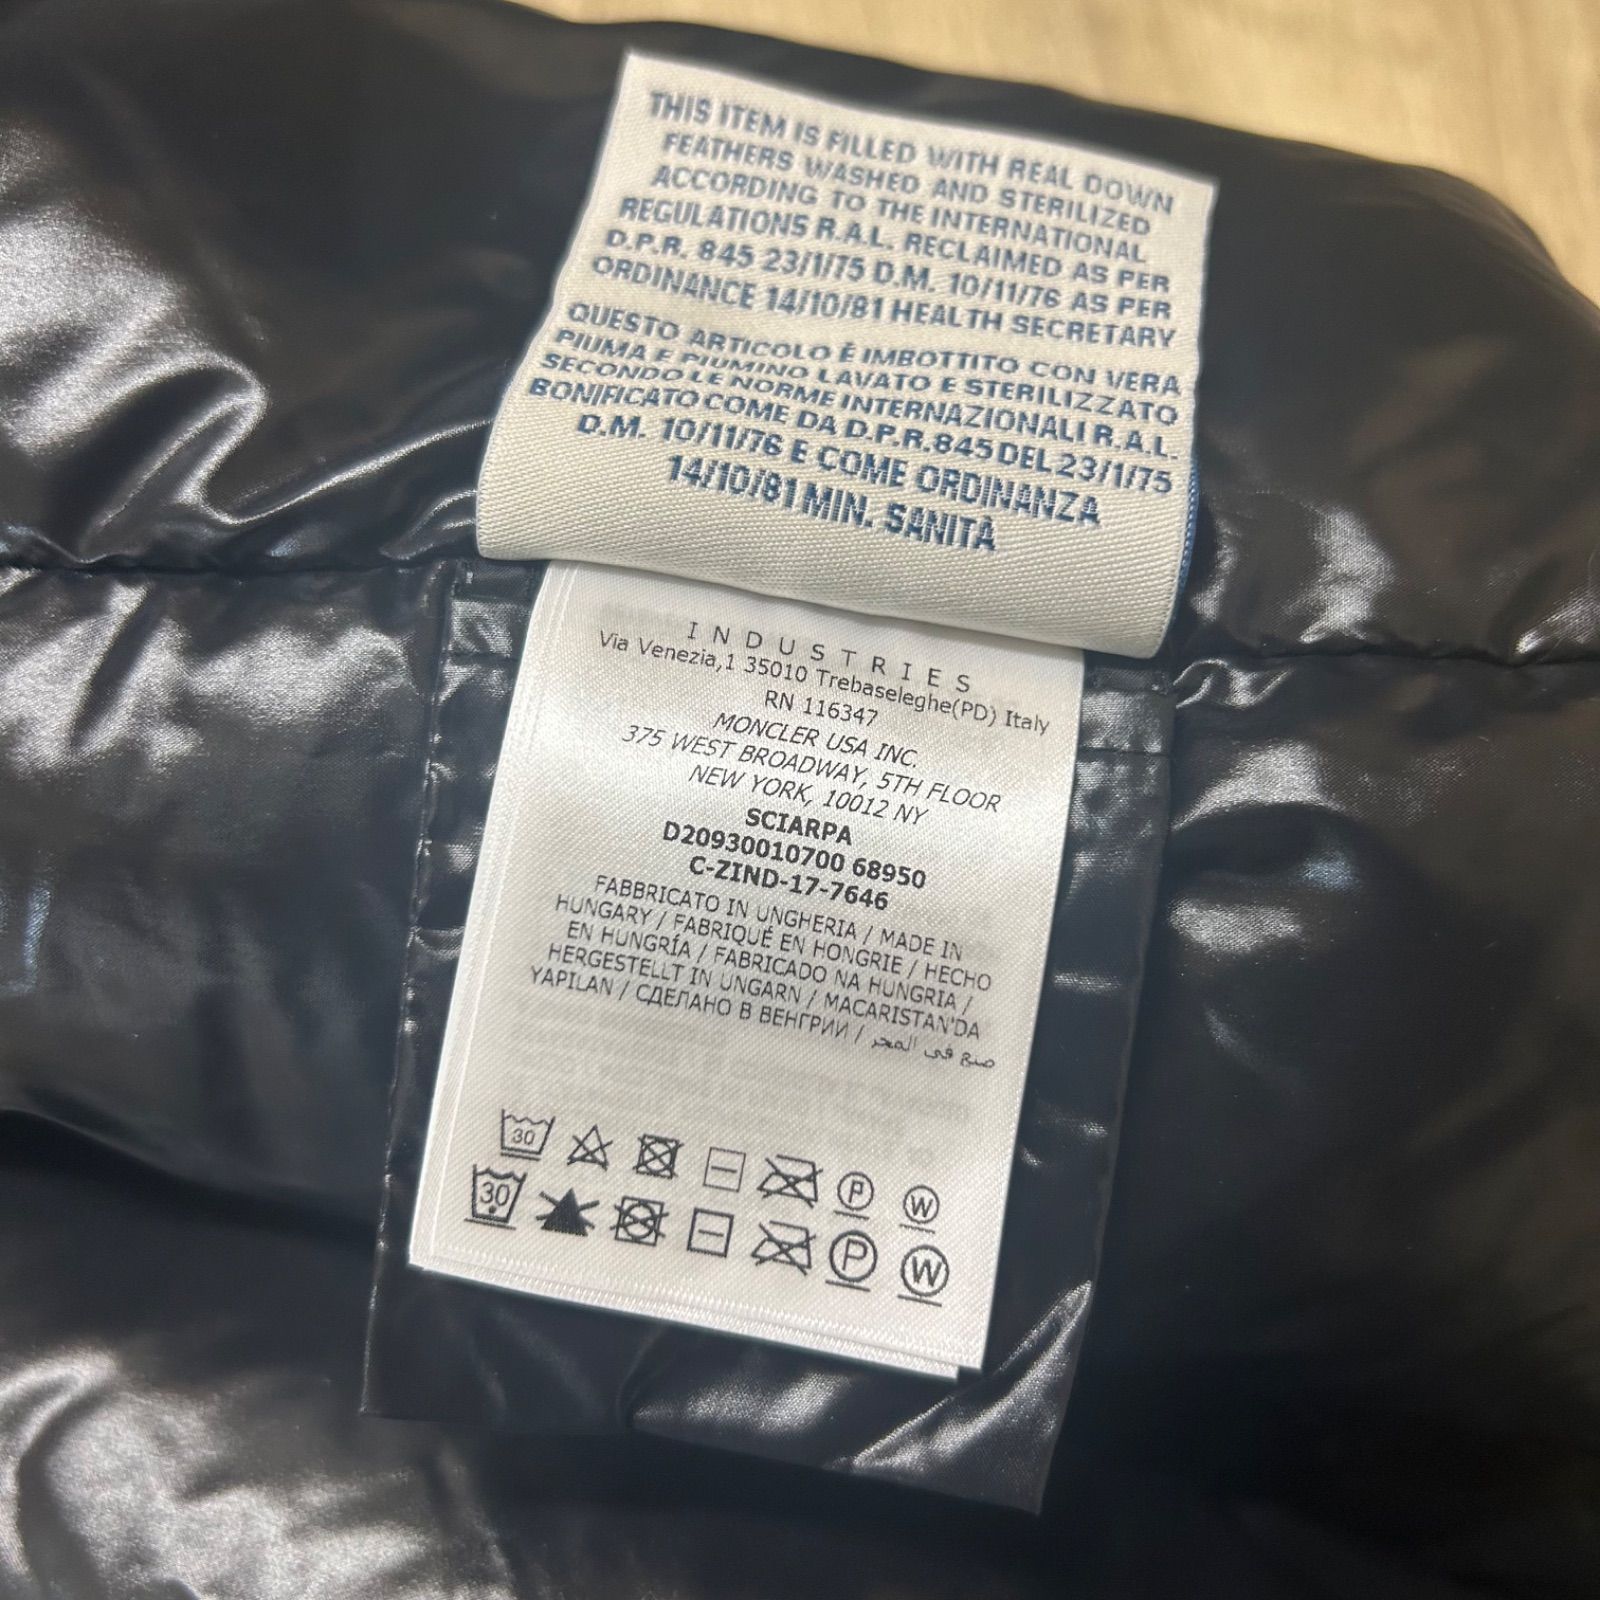 THIS ITEM IS FILLED WITH REAL DOWN
FEATHERS WASHED AND STERILIZED
ACCORDING TO THE INTERNATIONAL
REGULATIONS R.A.L. RECLAIMED AS PER
D.P.R. 845 23/1/75 D.M. 10/11/76 AS PER
ORDINANCE 14/10/81 HEALTH SECRETARY
QUESTO ARTICOLO É IMBOTTITO CON VERA
PIUMA E PIUMINO LAVATO E STERILIZZATO
SECONDO LE NORME INTERNAZIONALI R.A.L.
BONIFICATO COME DA D.P.R.845 DEL 23/1/75
D.M. 10/11/76 E COME ORDINANZA
14/10/81 MIN. SANITÀ
INDUSTRIES
Via Venezia,1 35010 Trebaseleghe(PD) Italy
RN 116347
MONCLER USA INC.
375 WEST BROADWAY, 5TH FLOOR
NEW YORK, 10012 NY
SCIARPA
D20930010700 68950
C-ZIND-17-7646
FABBRICATO IN UNGHERIA / MADE IN
HUNGARY / FABRIQUÉ EN HONGRIE / HECHO
EN HUNGRÍA / FABRICADO NA HUNGRIA /
HERGESTELLT IN UNGARN / MACARISTAN'DA
YAPILAN / СДЕЛАНО В ВЕНГРИИ / صنع في المجر
30 P W
30 P W